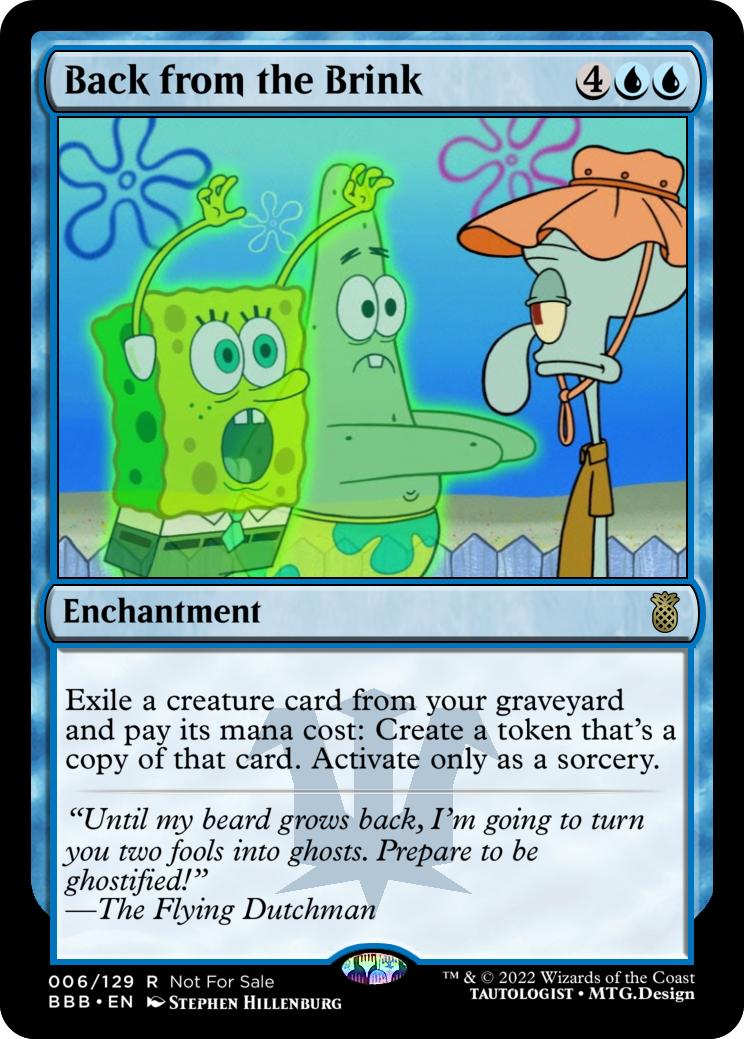 Back from the Brink 4
Enchantment
Exile a creature card from your graveyard
and pay its mana cost: Create a token that's a
copy of that card. Activate only as a sorcery.
“Until my beard grows back, I'm going to turn
you two fools into ghosts. Prepare to be
ghostified!”
—The Flying Dutchman
006/129 R Not For Sale
BBB • EN STEPHEN HILLENBURG
™ & © 2022 Wizards of the Coast
TAUTOLOGIST • MTG.Design